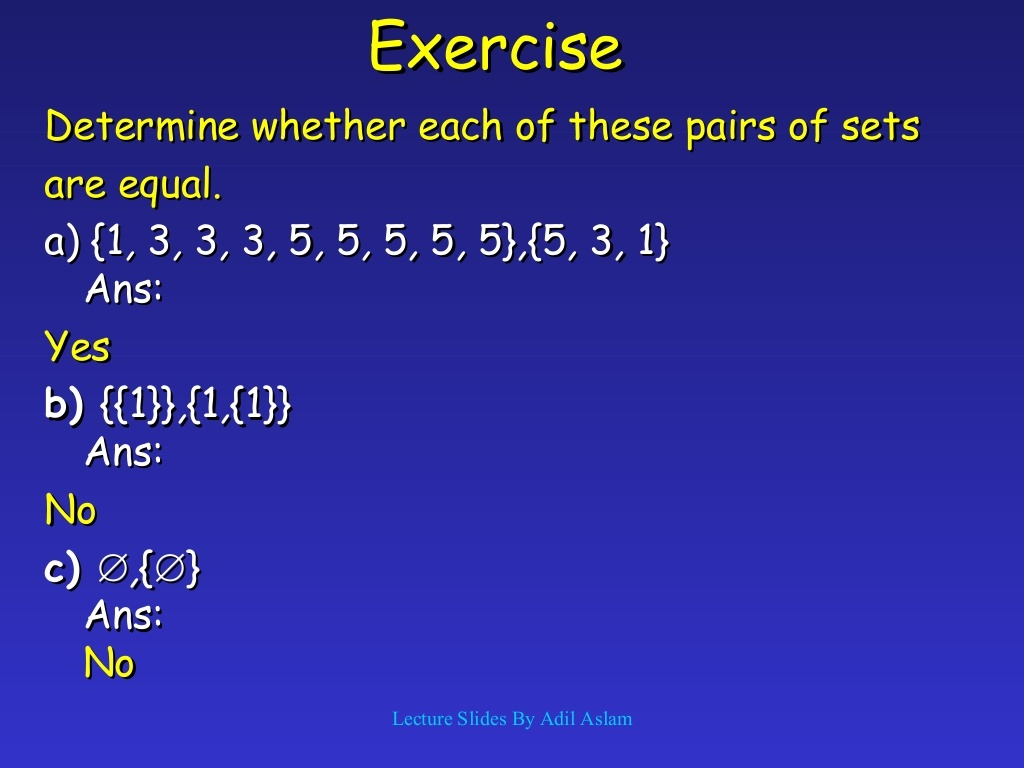 Exercise
Determine whether each of these pairs of sets
are equal.
a) {1, 3, 3, 3, 5, 5, 5, 5, 5},{5, 3, 1}
Ans:
Yes
b) {{1}},{1,{1}}
Ans:
No
c) ∅,{∅}
Ans:
No
Lecture Slides By Adil Aslam